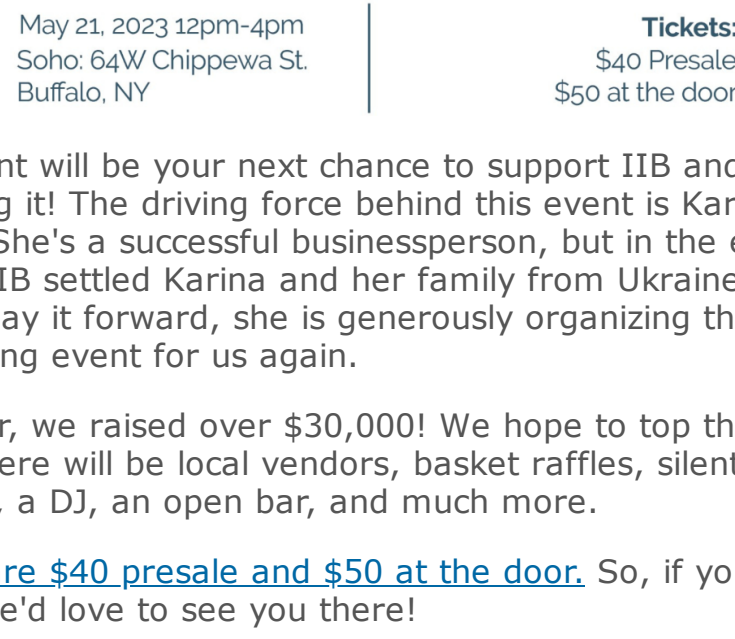 May 21, 2023 12pm-4pm
Soho: 64W Chippewa St.
Buffalo, NY
Tickets:
$40 Presale
$50 at the door
nt will be your next chance to support IIB and
g it! The driving force behind this event is Kar
She's a successful businessperson, but in the e
IB settled Karina and her family from Ukraine
ay it forward, she is generously organizing th
ng event for us again.
r, we raised over $30,000! We hope to top th
ere will be local vendors, basket raffles, silent
, a DJ, an open bar, and much more.
re $40 presale and $50 at the door. So, if yo
e'd love to see you there!